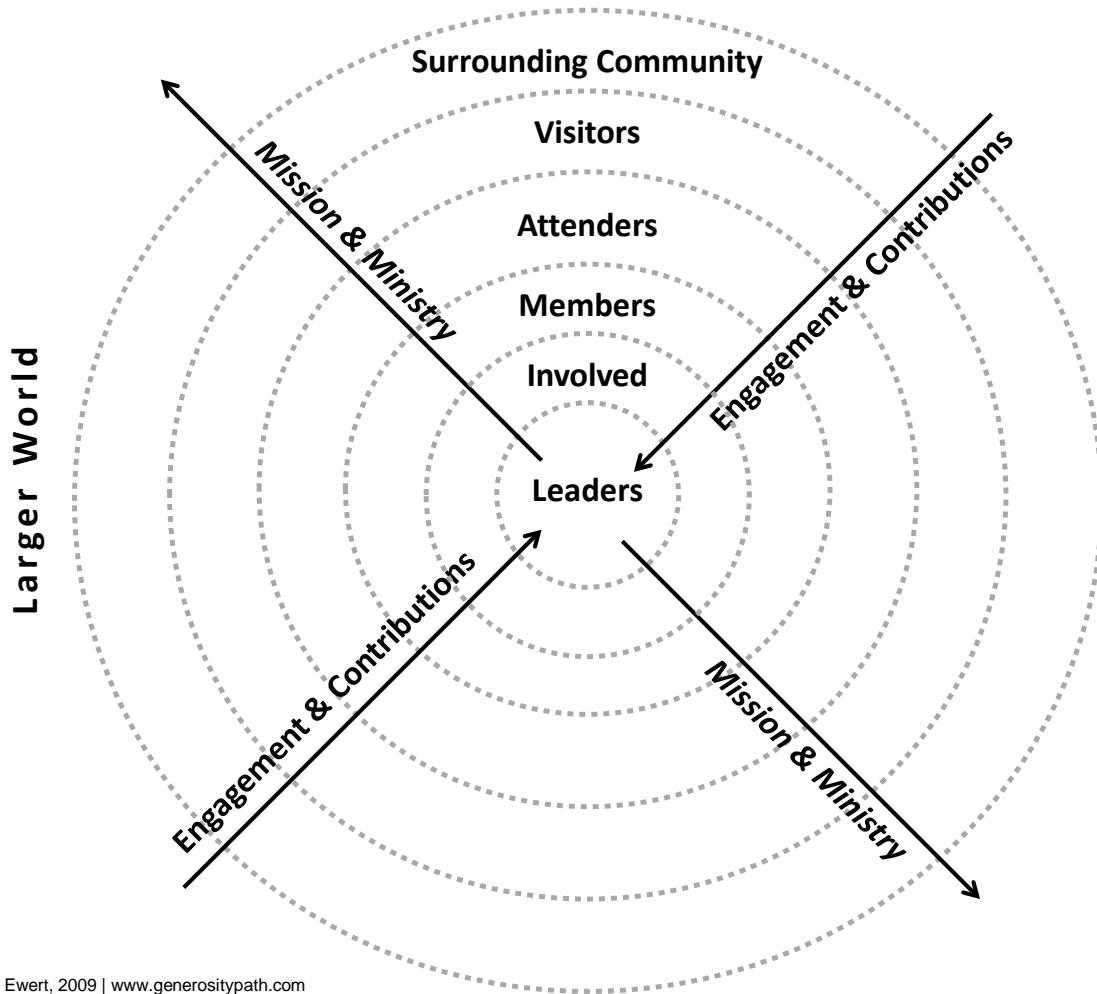 Surrounding Community
Visitors
Mission & Ministry
Engagement & Contributions
Attenders
Members
Involved
Larger World
Leaders
Engagement & Contributions
Mission & Ministry
Ewert, 2009 | www.generositypath.com